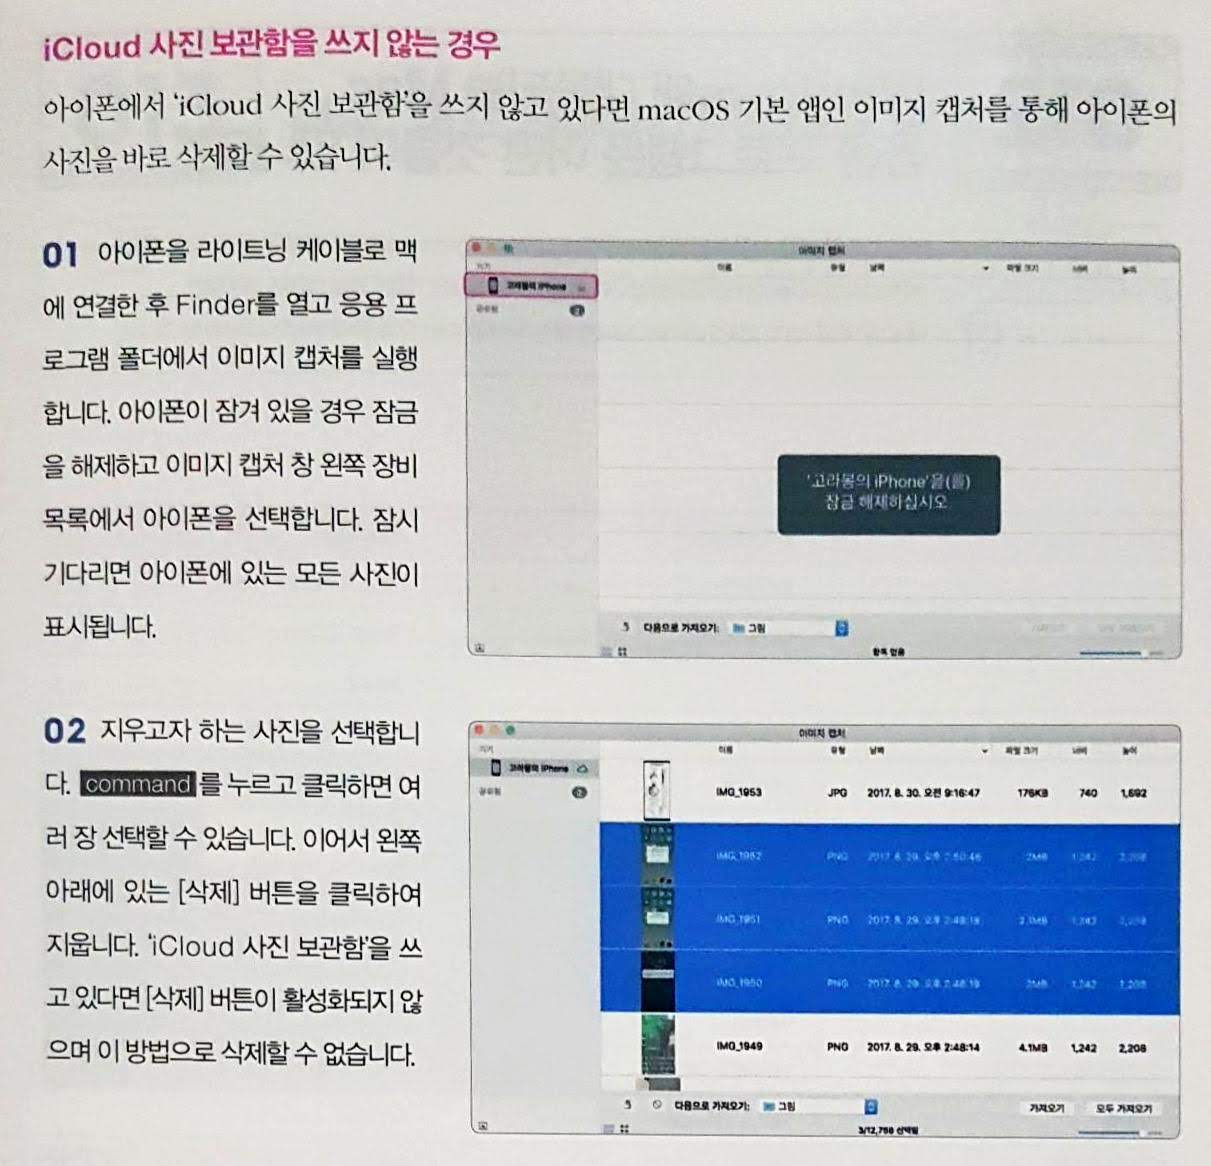 iCloud 사진 보관함을 쓰지 않는 경우
아이폰에서 ‘iCloud 사진 보관함’을 쓰지 않고 있다면 macOS 기본 앱인 이미지 캡처를 통해 아이폰의
사진을 바로 삭제할 수 있습니다.
01 아이폰을 라이트닝 케이블로 맥
에 연결한 후 Finder를 열고 응용 프
로그램 폴더에서 이미지 캡처를 실행
합니다. 아이폰이 잠겨 있을 경우 잠금
을 해제하고 이미지 캡처 창 왼쪽 장비
목록에서 아이폰을 선택합니다. 잠시
기다리면 아이폰에 있는 모든 사진이
표시됩니다.
이미지 캡처
기기 이름 유형 날짜 파일 크기 너비 높이
고라봉의 iPhone
공유됨 2
'고라봉의 iPhone'을(를)
잠금 해제하십시오
다음으로 가져오기: 그림
항목 없음
02 지우고자 하는 사진을 선택합니
다. command 를 누르고 클릭하면 여
러 장 선택할 수 있습니다. 이어서 왼쪽
아래에 있는 [삭제] 버튼을 클릭하여
지웁니다. ‘iCloud 사진 보관함’을 쓰
고 있다면 [삭제] 버튼이 활성화되지 않
으며 이 방법으로 삭제할 수 없습니다.
이미지 캡처
기기 이름 유형 날짜 파일 크기 너비 높이
고라봉의 iPhone
공유됨 2
IMG_1953 JPG 2017. 8. 30. 오전 9:16:47 176KB 740 1,692
IMG_1952 PNG 2017. 8. 29. 오후 2:50:46 2MB 1,242 2,208
IMG_1951 PNG 2017. 8. 29. 오후 2:48:19 1,242 2,208
IMG_1950 PNG 2017. 8. 29. 오후 2:48:19 1,242 2,208
IMG_1949 PNG 2017. 8. 29. 오후 2:48:14 4.1MB 1,242 2,208
다음으로 가져오기: 그림 가져오기 모두 가져오기
3/12,756 선택됨